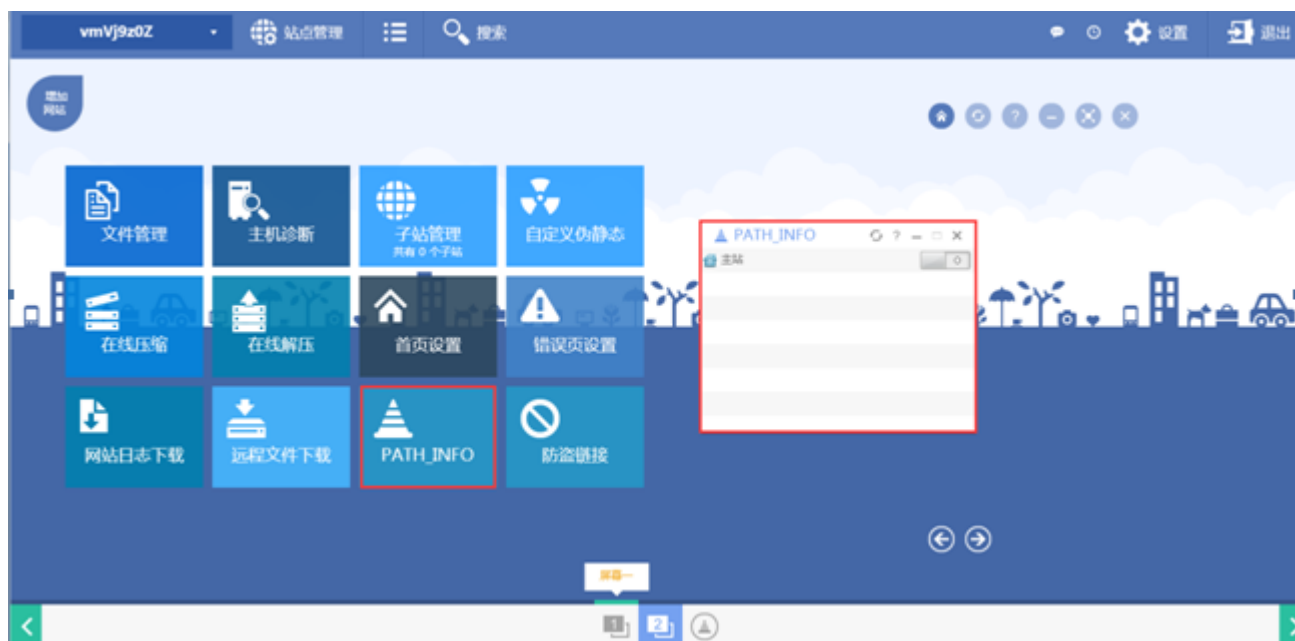 vmVj9z0Z
站点管理
搜索
设置
退出
增加
网站
文件管理
主机诊断
子站管理
共有 0 个子站
自定义伪静态
PATH_INFO
主站
在线压缩
在线解压
首页设置
错误页设置
网站日志下载
远程文件下载
PATH_INFO
防盗链接
屏幕一
1
2